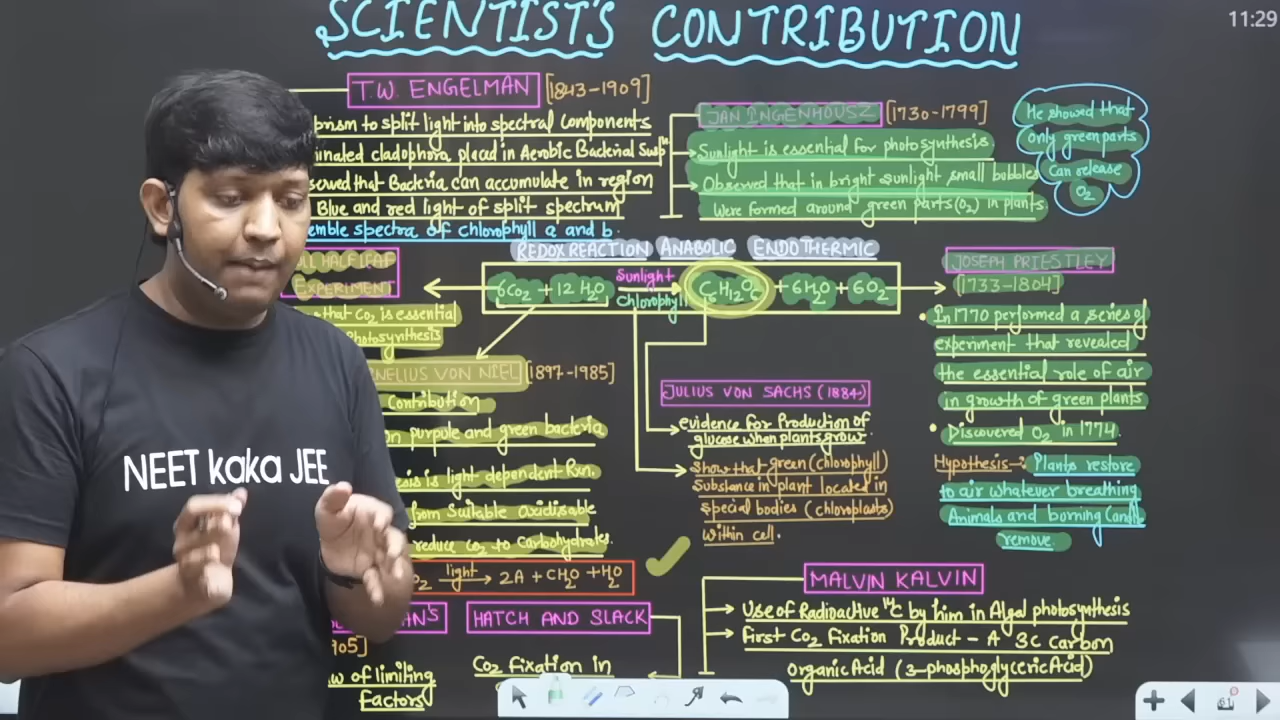 SCIENTIST'S CONTRIBUTION
11:29
T.W. ENGELMAN [1843-1909]
prism to split light into spectral components
cladophora placed in Aerobic Bacterial
that Bacteria can accumulate in region
Blue and red light of split spectrum
spectra of chlorophyll a and b.
JAN INGENHOUSZ [1730-1799]
Sunlight is essential for photosynthesis
Observed that in bright sunlight small bubbles
Were formed around green parts (O2) in plants
He showed that
Only green parts
Can release
O2
REDOX REACTION ANABOLIC ENDOTHERMIC
6CO2 + 12 H2O Sunlight Chlorophyll C6H12O6 + 6H2O + 6O2
HALF LEAF
EXPERIMENT
that CO2 is essential
Photosynthesis
VON NIEL [1897-1985]
Contribution
on purpule and green bacteria
is light-dependent Rxn.
from Suitable oxidisable
reduce CO2 to Carbohydrates.
light → 2A + CH2O + H2O
JULIUS VON SACHS (1884)
evidence for Production of
glucose when plants grow.
Show that green (chlorophyll)
Substance in plant located in
special bodies (chloroplasts)
within cell.
JOSEPH PRIESTLEY
[1733-1804]
In 1770 performed a series of
experiment that revealed
the essential role of air
in growth of green plants
Discovered O2 in 1774.
Hypothesis → Plants restore
to air whatever breathing
Animals and burning Candle
remove.
NEET kaka JEE
HATCH AND SLACK
CO2 fixation in
of limiting
Factors
MALVIN KALVIN
Use of Radioactive 14C by him in Algal photosynthesis
First CO2 fixation Product - A 3C Carbon
organic Acid (3-phosphoglyceric Acid)
61